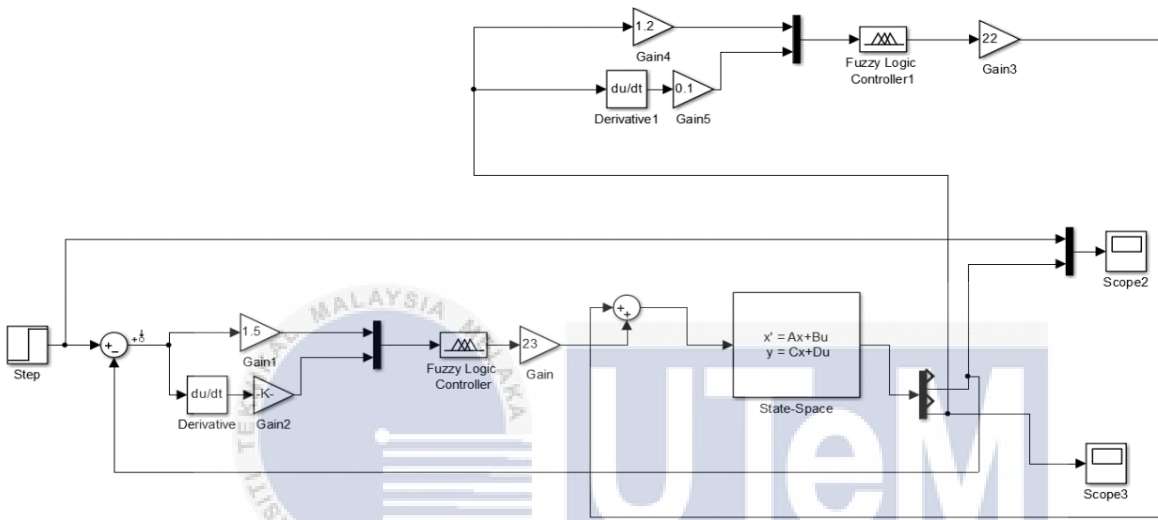 1.2
Gain4
du/dt
Derivative1
0.1
Gain5
Fuzzy Logic
Controller1
22
Gain3
Scope2
Step
+
-
1.5
Gain1
du/dt
Derivative
-K-
Gain2
Fuzzy Logic
Controller
23
Gain
+
+
x' = Ax+Bu
y = Cx+Du
State-Space
Scope3
MALAYSIA
UTeM